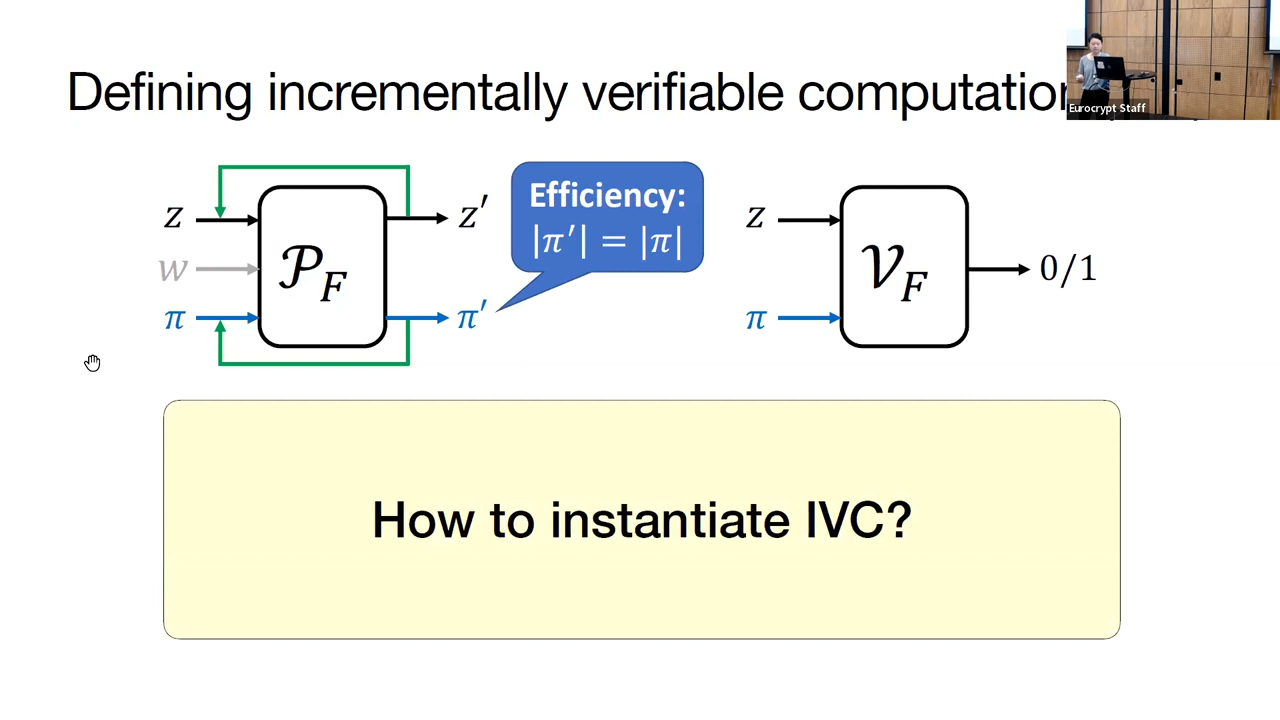 Defining incrementally verifiable computation
Eurocrypt Staff
z
w
π
𝒫_F
z′
π′
Efficiency:
|π′| = |π|
z
π
𝒱_F
0/1
How to instantiate IVC?